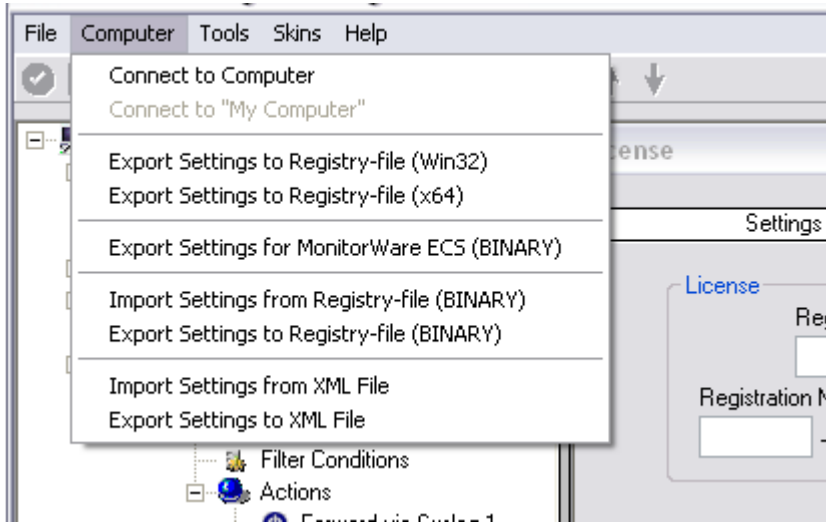 File Computer Tools Skins Help
Connect to Computer
Connect to "My Computer"
Export Settings to Registry-file (Win32)
Export Settings to Registry-file (x64)
Export Settings for MonitorWare ECS (BINARY)
Import Settings from Registry-file (BINARY)
Export Settings to Registry-file (BINARY)
Import Settings from XML File
Export Settings to XML File
Settings
License
Registration
Filter Conditions
Actions